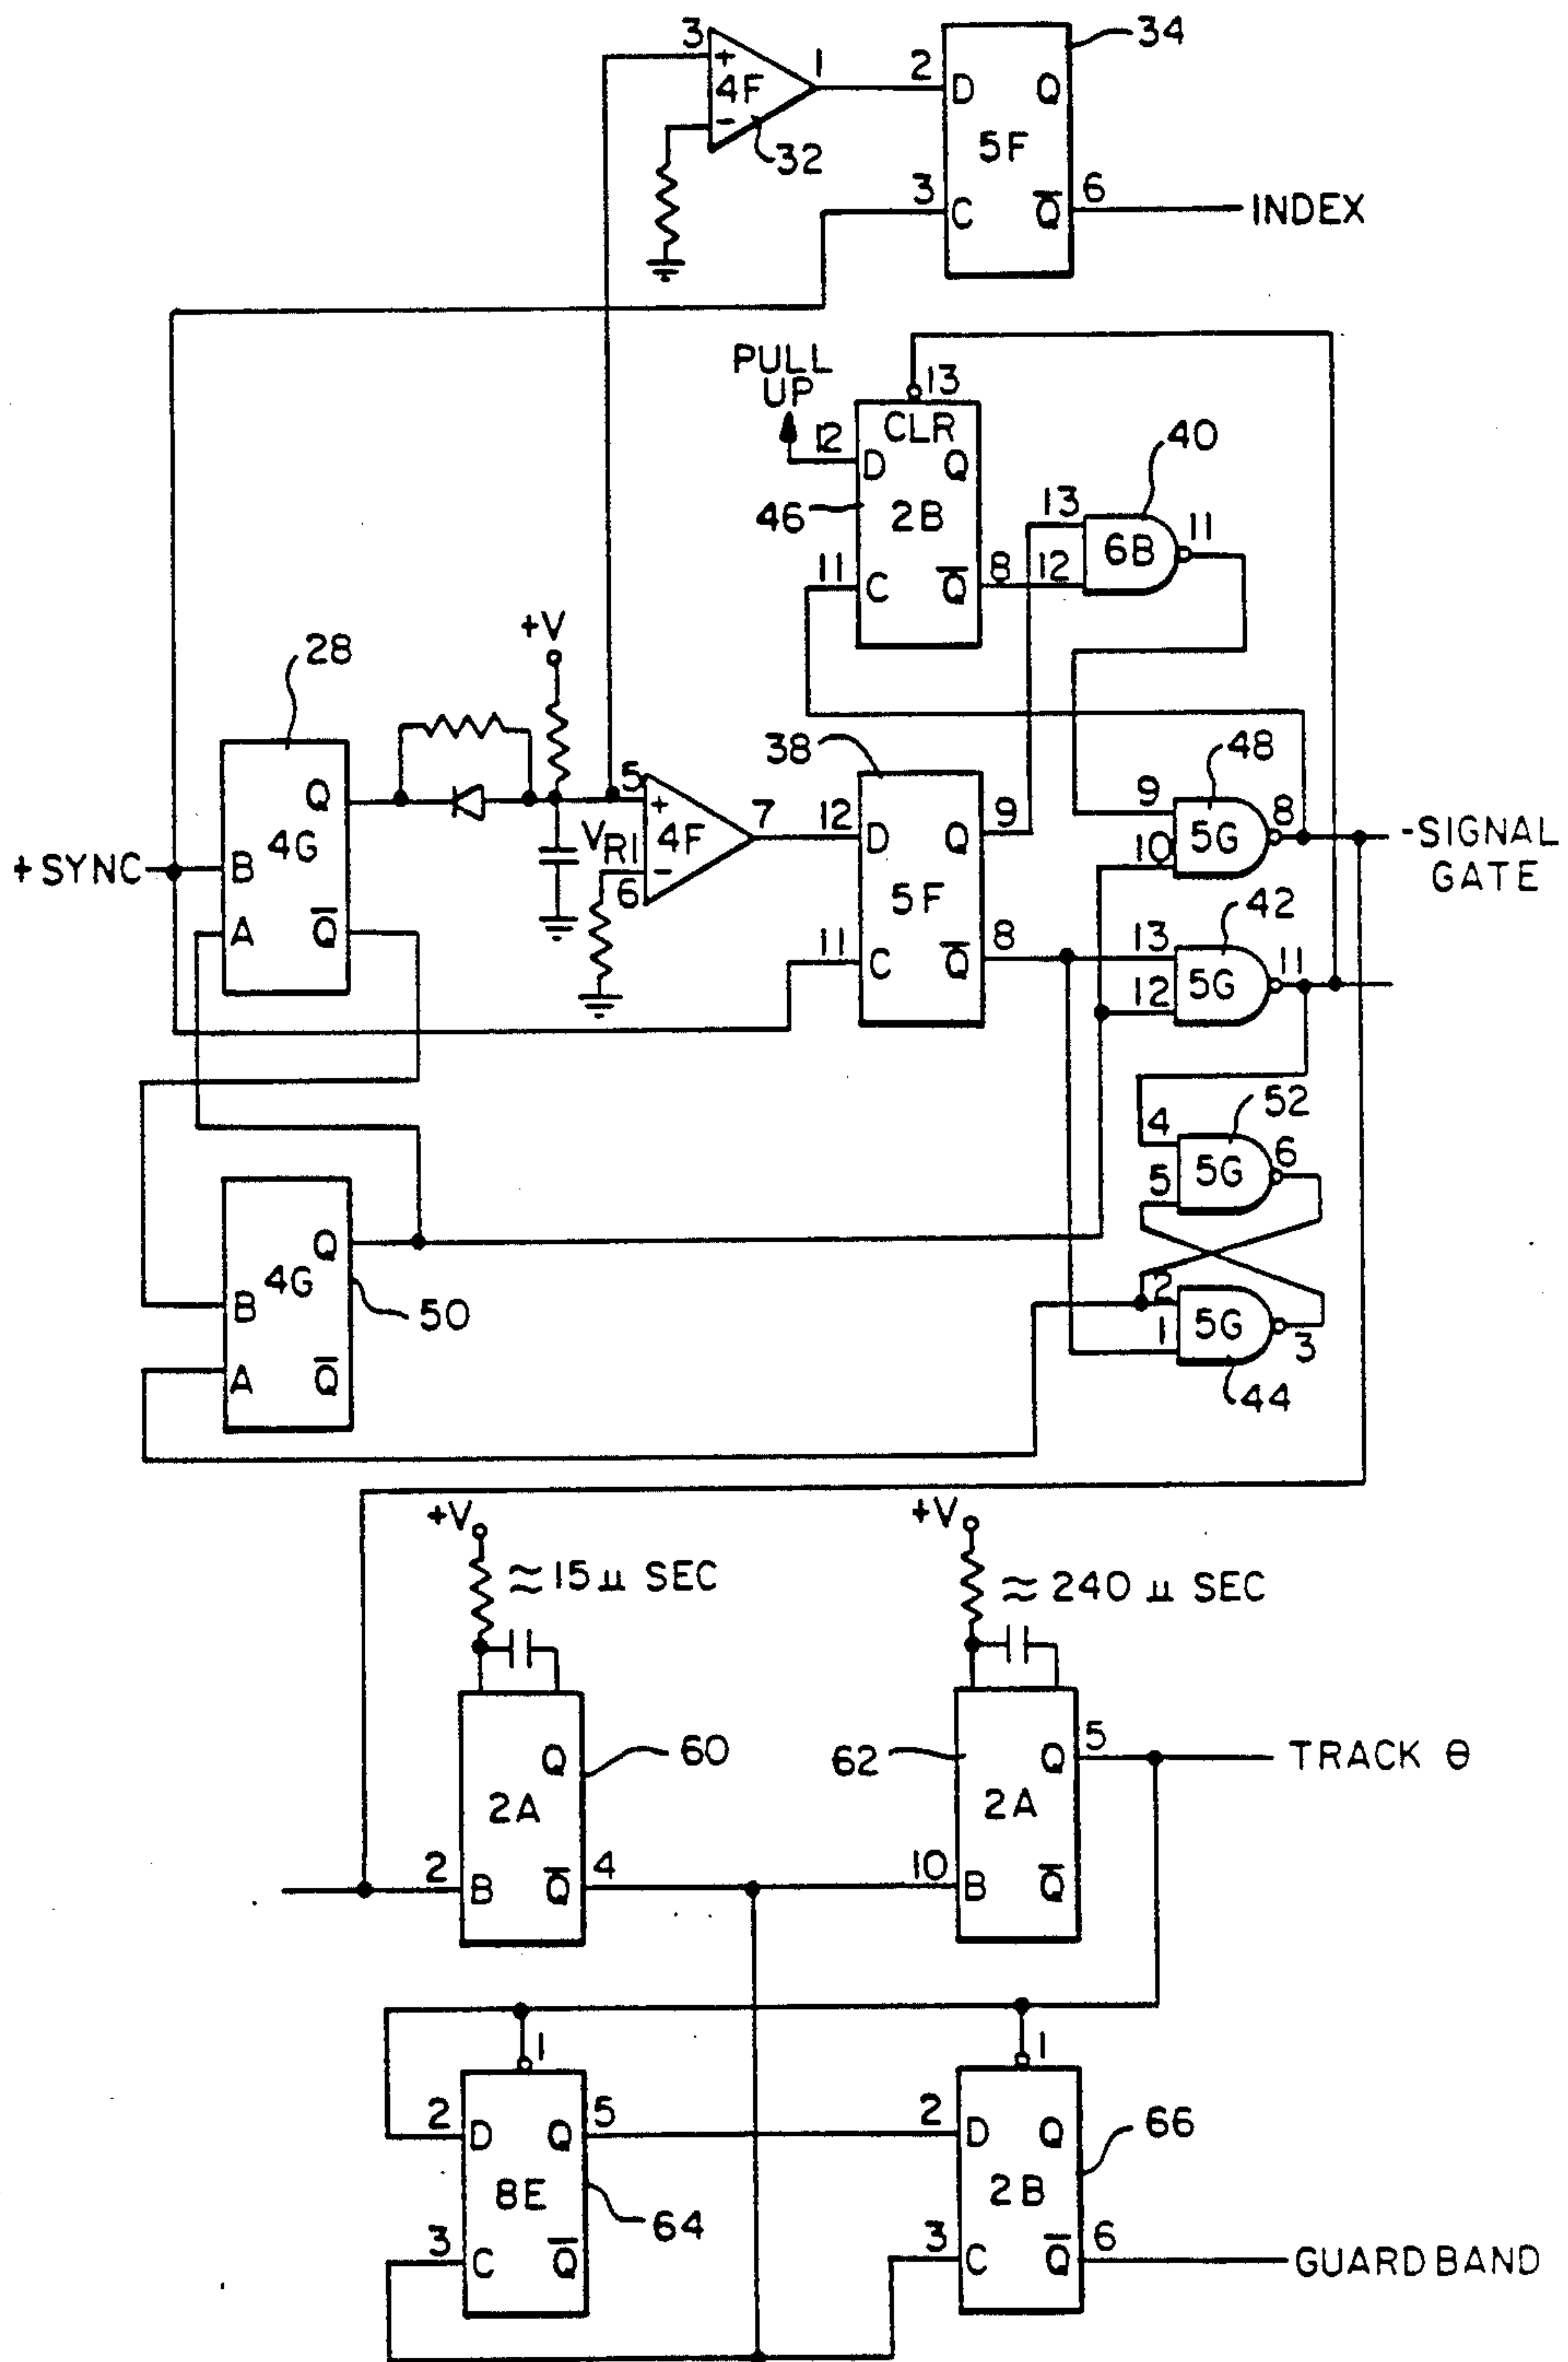 3 + 4F - 1 32
2 D Q 5F 3 C Q̅ 6 34
INDEX
PULL UP
13 CLR
12 D Q
46 2B
11 C Q̅ 8
40
13 12 6B 11
+V
28
Q 4G B A Q̅
+SYNC
5 + 4F VR1 6 - 7
38
12 D Q 9
5F
11 C Q̅ 8
48
9 10 5G 8
-SIGNAL GATE
42
13 12 5G 11
52
4 5 5G 6
2 1 5G 3
44
Q 4G B A Q̅
50
+V
≈15 µ SEC
+V
≈ 240 µ SEC
Q 2A 2 B Q̅ 4
60
62
Q 5 2A 10 B Q̅
TRACK θ
1
2 D Q 5
8E
3 C Q̅
64
1
2 D Q
2B
3 C Q̅ 6
66
GUARD BAND